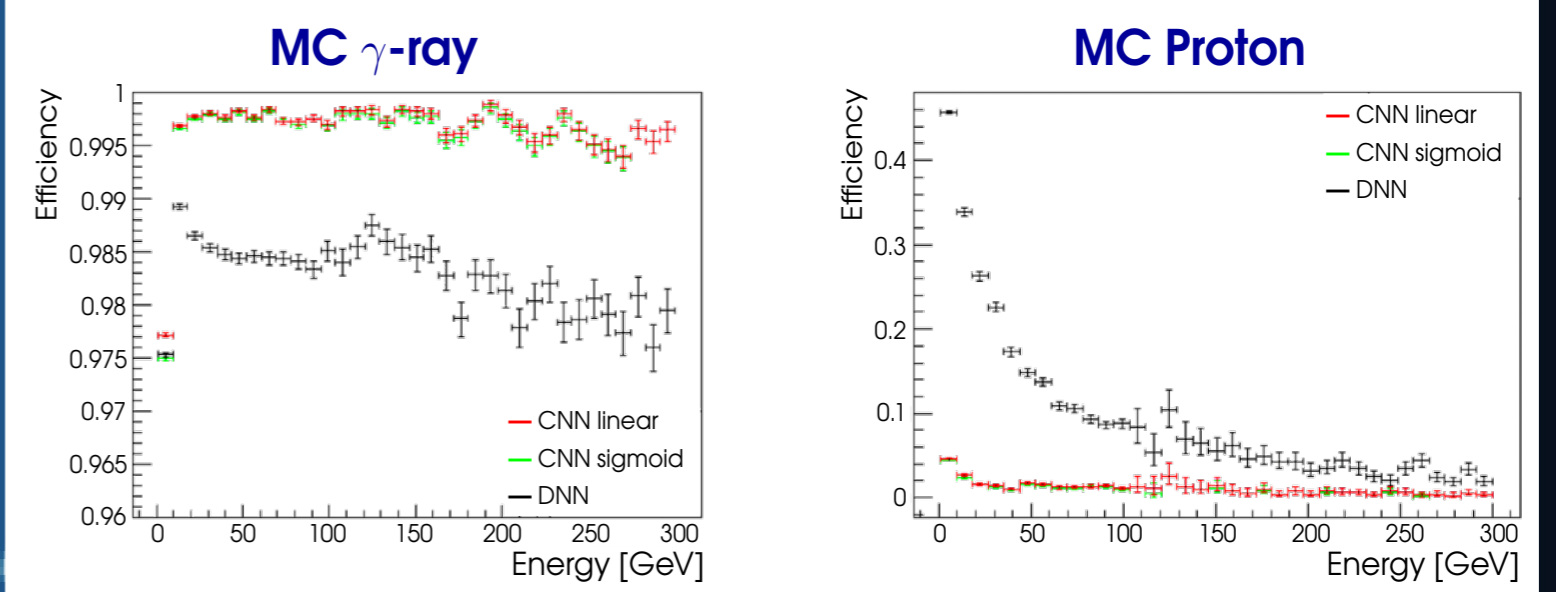 MC γ-ray
Efficiency
1
0.995
0.99
0.985
0.98
0.975
0.97
0.965
0.96
CNN linear
CNN sigmoid
DNN
0
50
100
150
200
250
300
Energy [GeV]
MC Proton
Efficiency
0.4
0.3
0.2
0.1
0
CNN linear
CNN sigmoid
DNN
0
50
100
150
200
250
300
Energy [GeV]